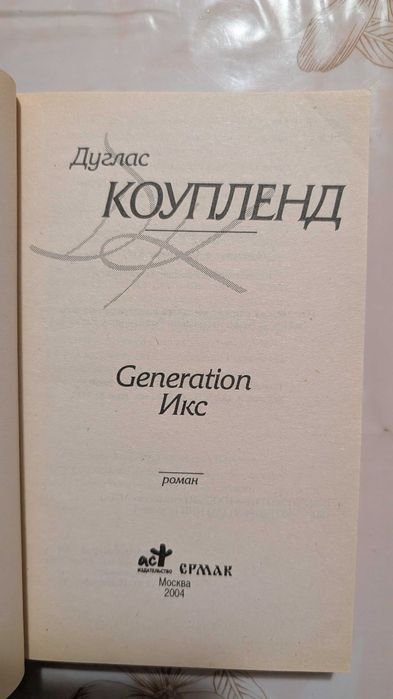 Дуглас
КОУПЛЕНД
Generation
Икс
роман
аст
ИЗДАТЕЛЬСТВО
ЕРМАК
Москва
2004